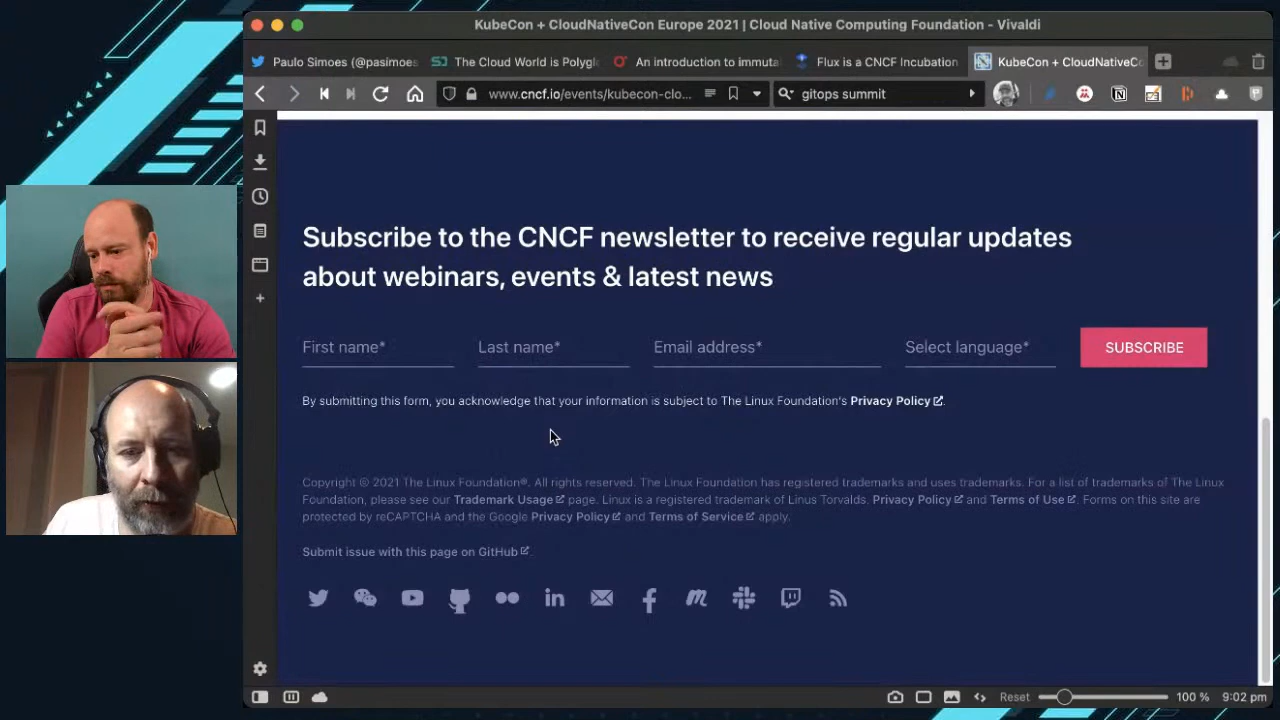 KubeCon + CloudNativeCon Europe 2021 | Cloud Native Computing Foundation - Vivaldi
Paulo Simoes (@pasimoes
The Cloud World is Polygl
An introduction to immuta
Flux is a CNCF Incubation
KubeCon + CloudNativeCo
www.cncf.io/events/kubecon-clo...
gitops summit
Subscribe to the CNCF newsletter to receive regular updates
about webinars, events & latest news
First name*
Last name*
Email address*
Select language*
SUBSCRIBE
By submitting this form, you acknowledge that your information is subject to The Linux Foundation's Privacy Policy.
Copyright © 2021 The Linux Foundation®. All rights reserved. The Linux Foundation has registered trademarks and uses trademarks. For a list of trademarks of The Linux
Foundation, please see our Trademark Usage page. Linux is a registered trademark of Linus Torvalds. Privacy Policy and Terms of Use. Forms on this site are
protected by reCAPTCHA and the Google Privacy Policy and Terms of Service apply.
Submit issue with this page on GitHub.
Reset
100 %
9:02 pm